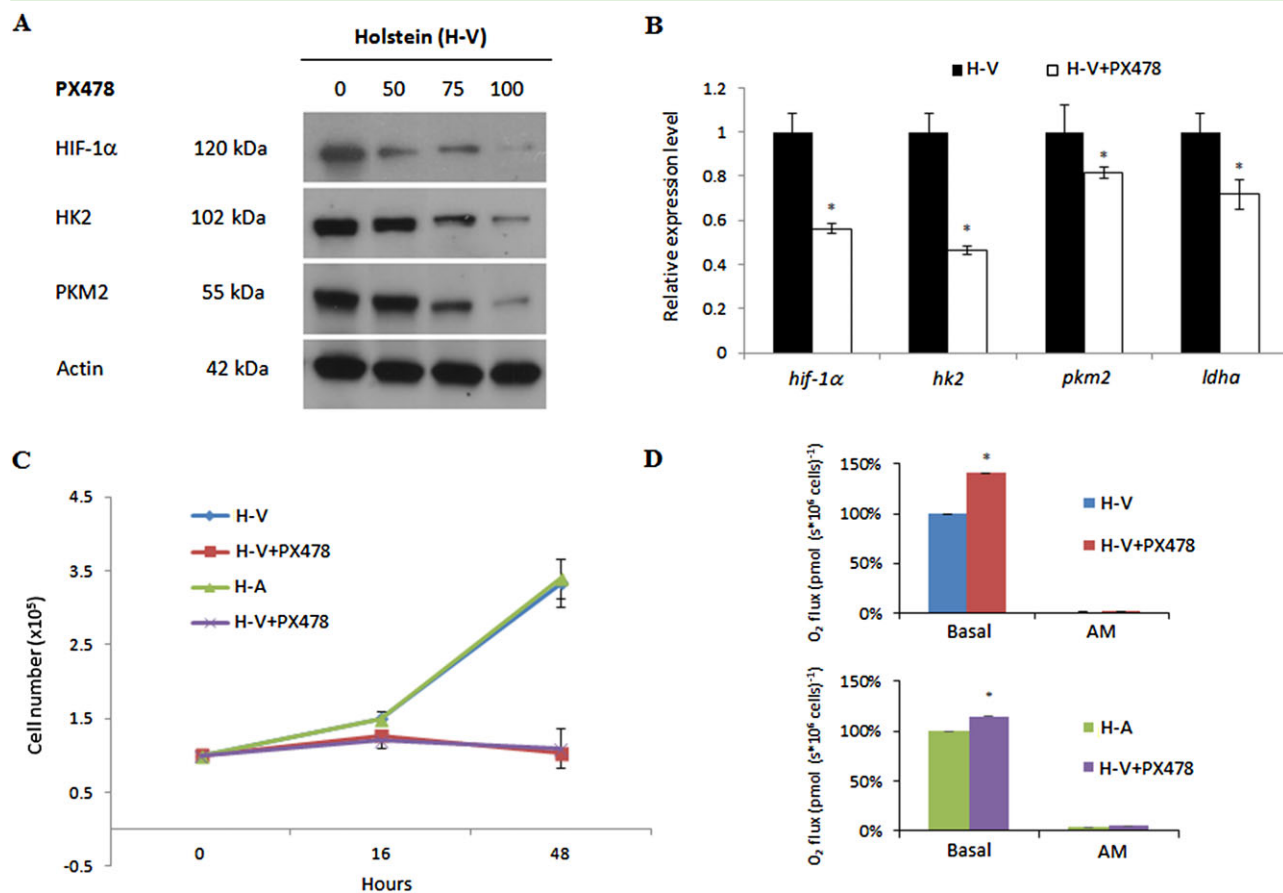 A
Holstein (H-V)
PX478 0 50 75 100
HIF-1α 120 kDa
HK2 102 kDa
PKM2 55 kDa
Actin 42 kDa
B
H-V H-V+PX478
Relative expression level
1.2
1
0.8
0.6
0.4
0.2
0
* * * *
hif-1α hk2 pkm2 ldha
C
Cell number (x10⁵)
4.5
3.5
2.5
1.5
0.5
-0.5
H-V
H-V+PX478
H-A
H-V+PX478
0 16 48
Hours
D
O₂ flux (pmol (s*10⁶ cells)⁻¹)
150%
100%
50%
0%
*
Basal AM
H-V
H-V+PX478
O₂ flux (pmol (s*10⁶ cells)⁻¹)
150%
100%
50%
0%
*
Basal AM
H-A
H-V+PX478